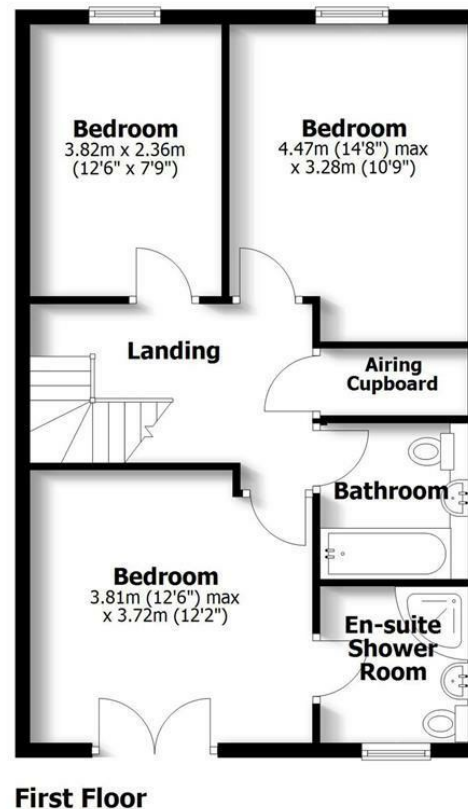 Bedroom
3.82m x 2.36m
(12'6" x 7'9")
Bedroom
4.47m (14'8") max
x 3.28m (10'9")
Landing
Airing
Cupboard
Bathroom
Bedroom
3.81m (12'6") max
x 3.72m (12'2")
En-suite
Shower
Room
First Floor